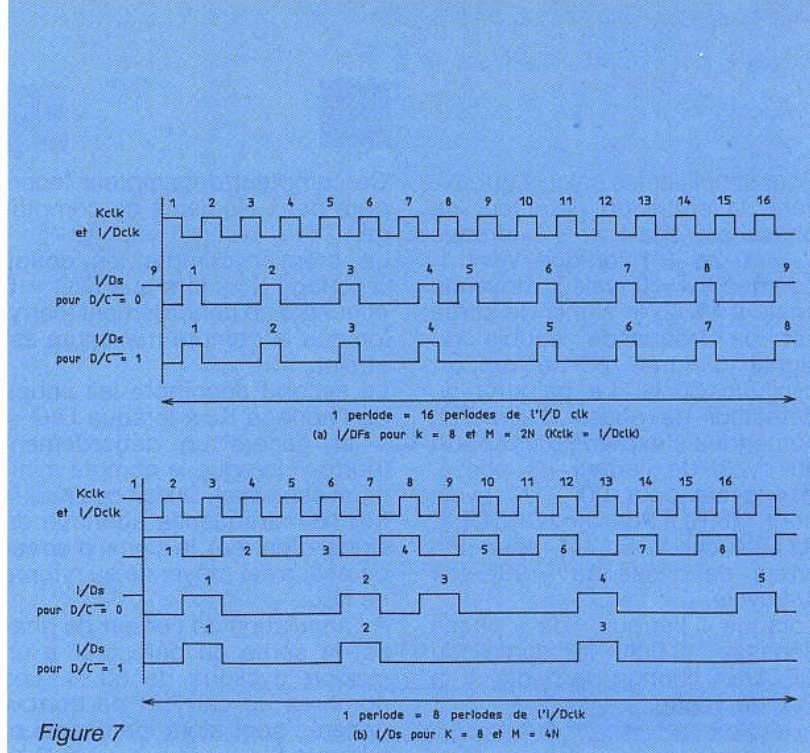 1 2 3 4 5 6 7 8 9 10 11 12 13 14 15 16
Kclk
et I/Dclk
I/Ds
pour D/C = 0
9 1 2 3 4 5 6 7 8 9
I/Ds
pour D/C = 1
1 2 3 4 5 6 7 8
1 periode = 16 periodes de l'I/D clk
(a) I/DFs pour k = 8 et M = 2N (Kclk = I/Dclk)
1 2 3 4 5 6 7 8 9 10 11 12 13 14 15 16
Kclk
et I/Dclk
1 2 3 4 5 6 7 8
I/Ds
pour D/C = 0
1 2 3 4 5
I/Ds
pour D/C = 1
1 2 3
1 periode = 8 periodes de l'I/Dclk
(b) I/Ds pour K = 8 et M = 4N
Figure 7